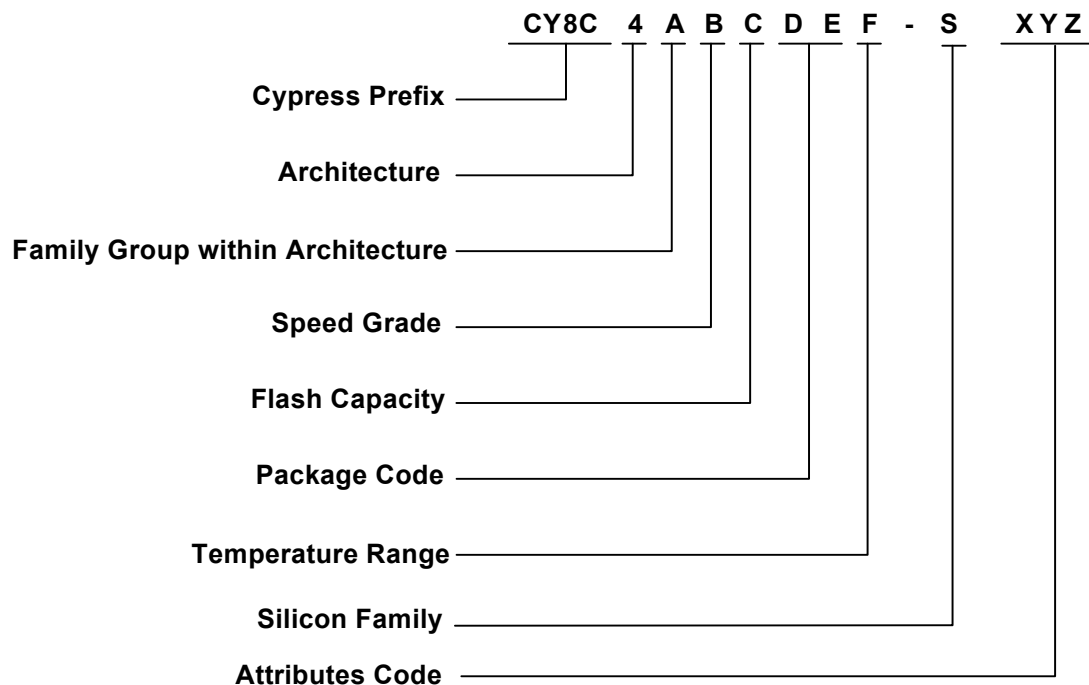 CY8C 4 A B C D E F - S X Y Z
Cypress Prefix
Architecture
Family Group within Architecture
Speed Grade
Flash Capacity
Package Code
Temperature Range
Silicon Family
Attributes Code